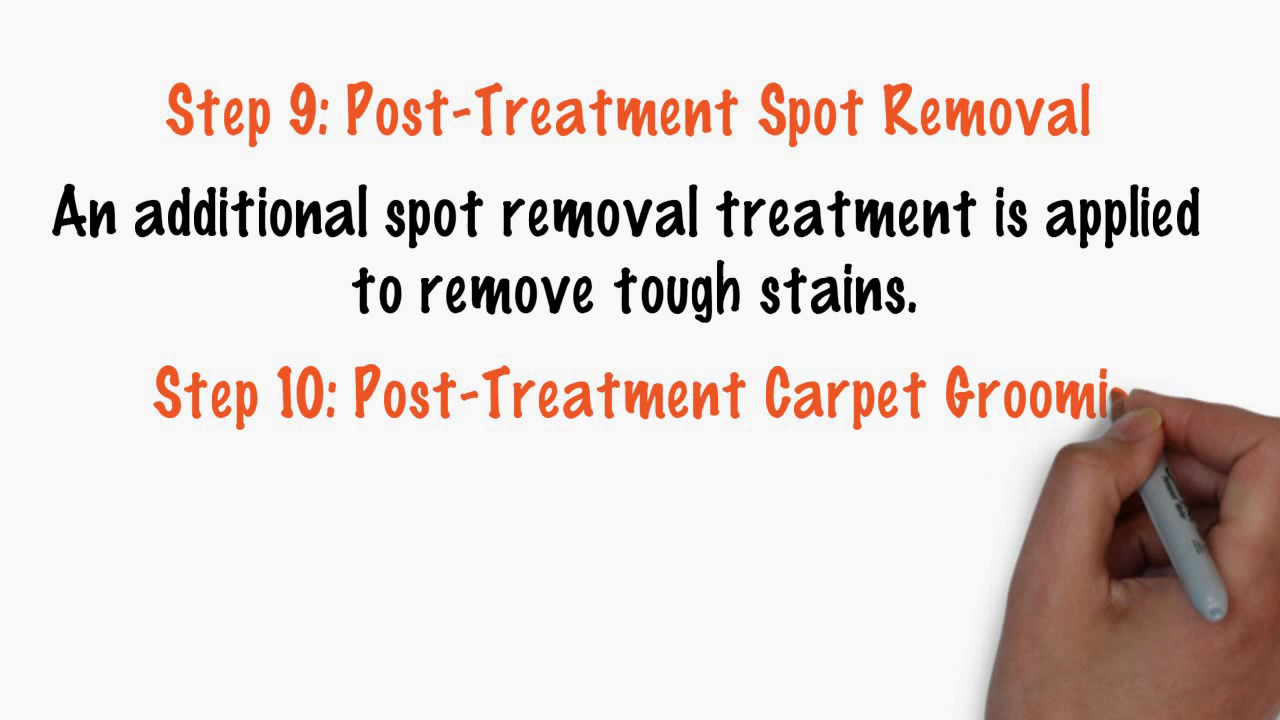 Step 9: Post-Treatment Spot Removal
An additional spot removal treatment is applied
to remove tough stains.
Step 10: Post-Treatment Carpet Groomi